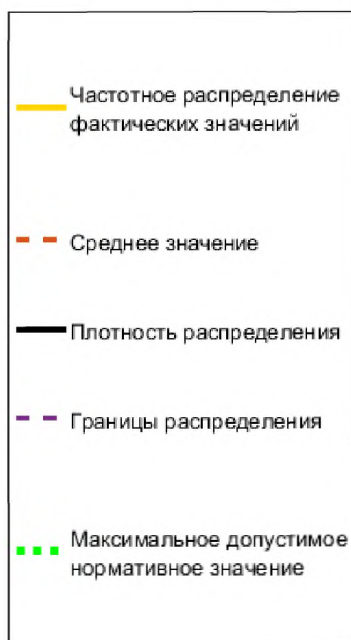 Частотное распределение
фактических значений
Среднее значение
Плотность распределения
Границы распределения
Максимальное допустимое
нормативное значение